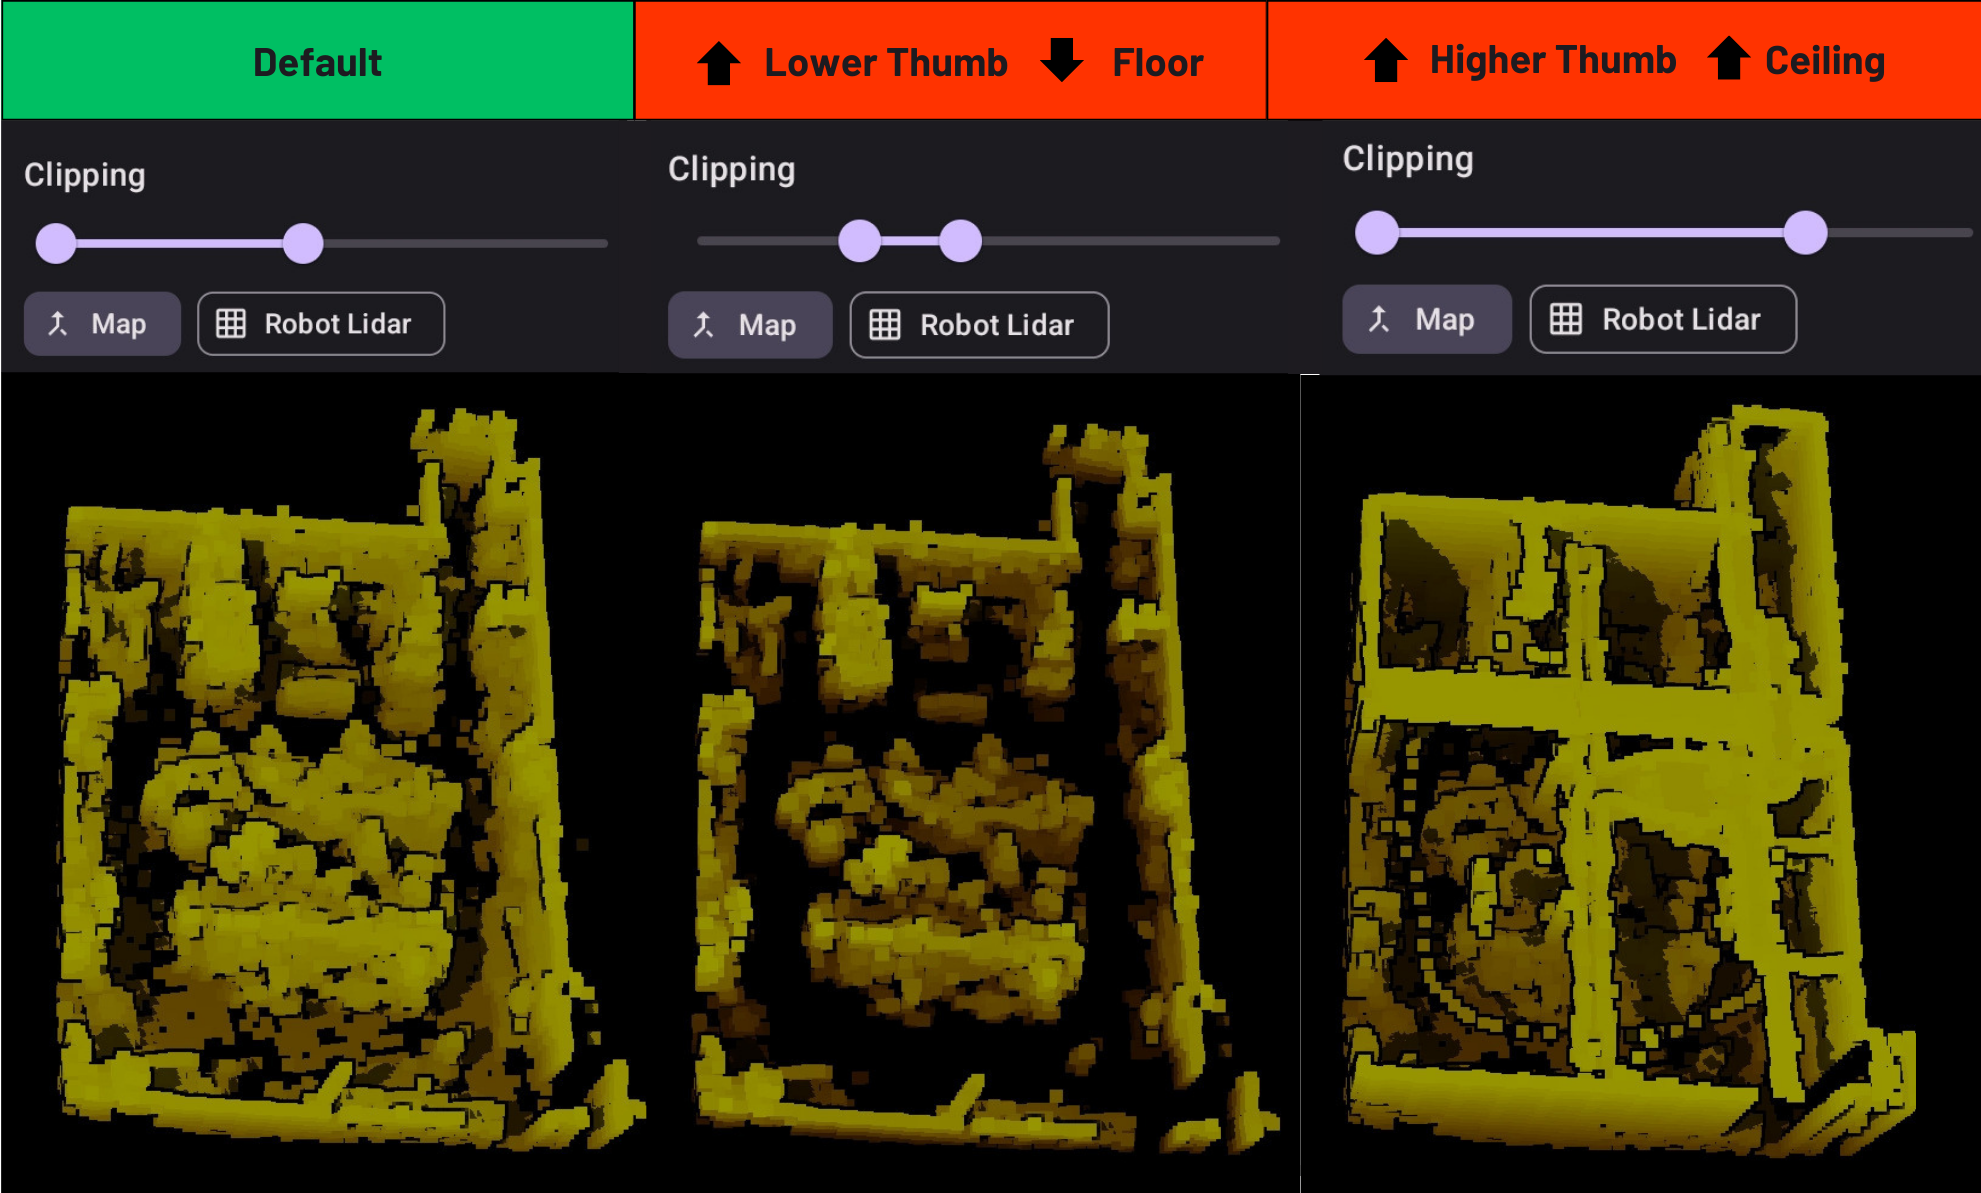 Default
Lower Thumb Floor
Higher Thumb Ceiling
Clipping
Map Robot Lidar
Clipping
Map Robot Lidar
Clipping
Map Robot Lidar